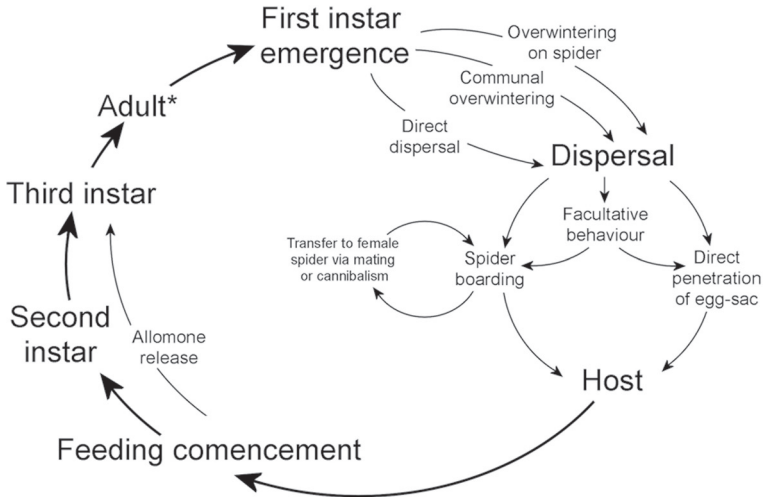 First instar
emergence
Overwintering
on spider
Communal
overwintering
Direct
dispersal
Dispersal
Adult*
Third instar
Facultative
behaviour
Transfer to female
spider via mating
or cannibalism
Spider
boarding
Direct
penetration
of egg-sac
Second
instar
Allomone
release
Host
Feeding comencement